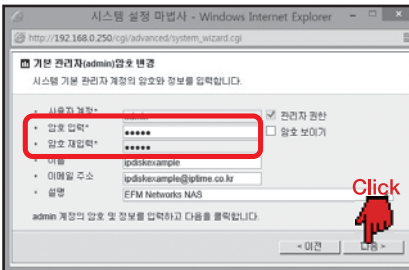 시스템 설정 마법사 - Windows Internet Explorer
http://192.168.0.250/cgi/advanced/system_wizard.cgi
기본 관리자(admin)암호 변경
시스템 기본 관리자 계정의 암호와 정보를 입력합니다.
사용자 계정* admin 관리자 권한
암호 입력* ●●●●● 암호 보이기
암호 재입력* ●●●●●
이름 ipdiskexample
이메일 주소 ipdiskexample@iptime.co.kr
설명 EFM Networks NAS
Click
admin 계정의 암호 및 정보를 입력하고 다음을 클릭합니다.
< 이전 다음 >